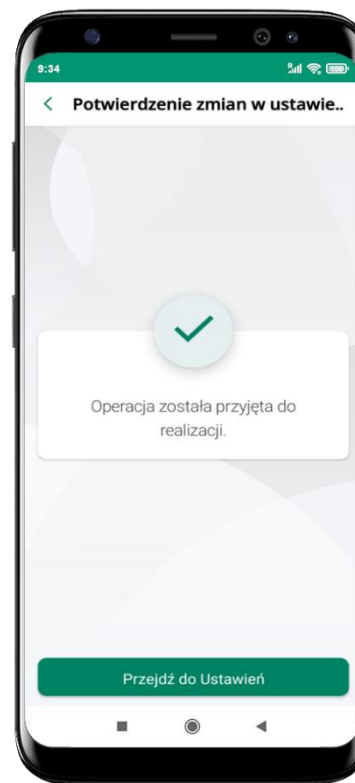 9:34
Potwierdzenie zmian w ustawie..
Operacja została przyjęta do
realizacji.
Przejdź do Ustawień